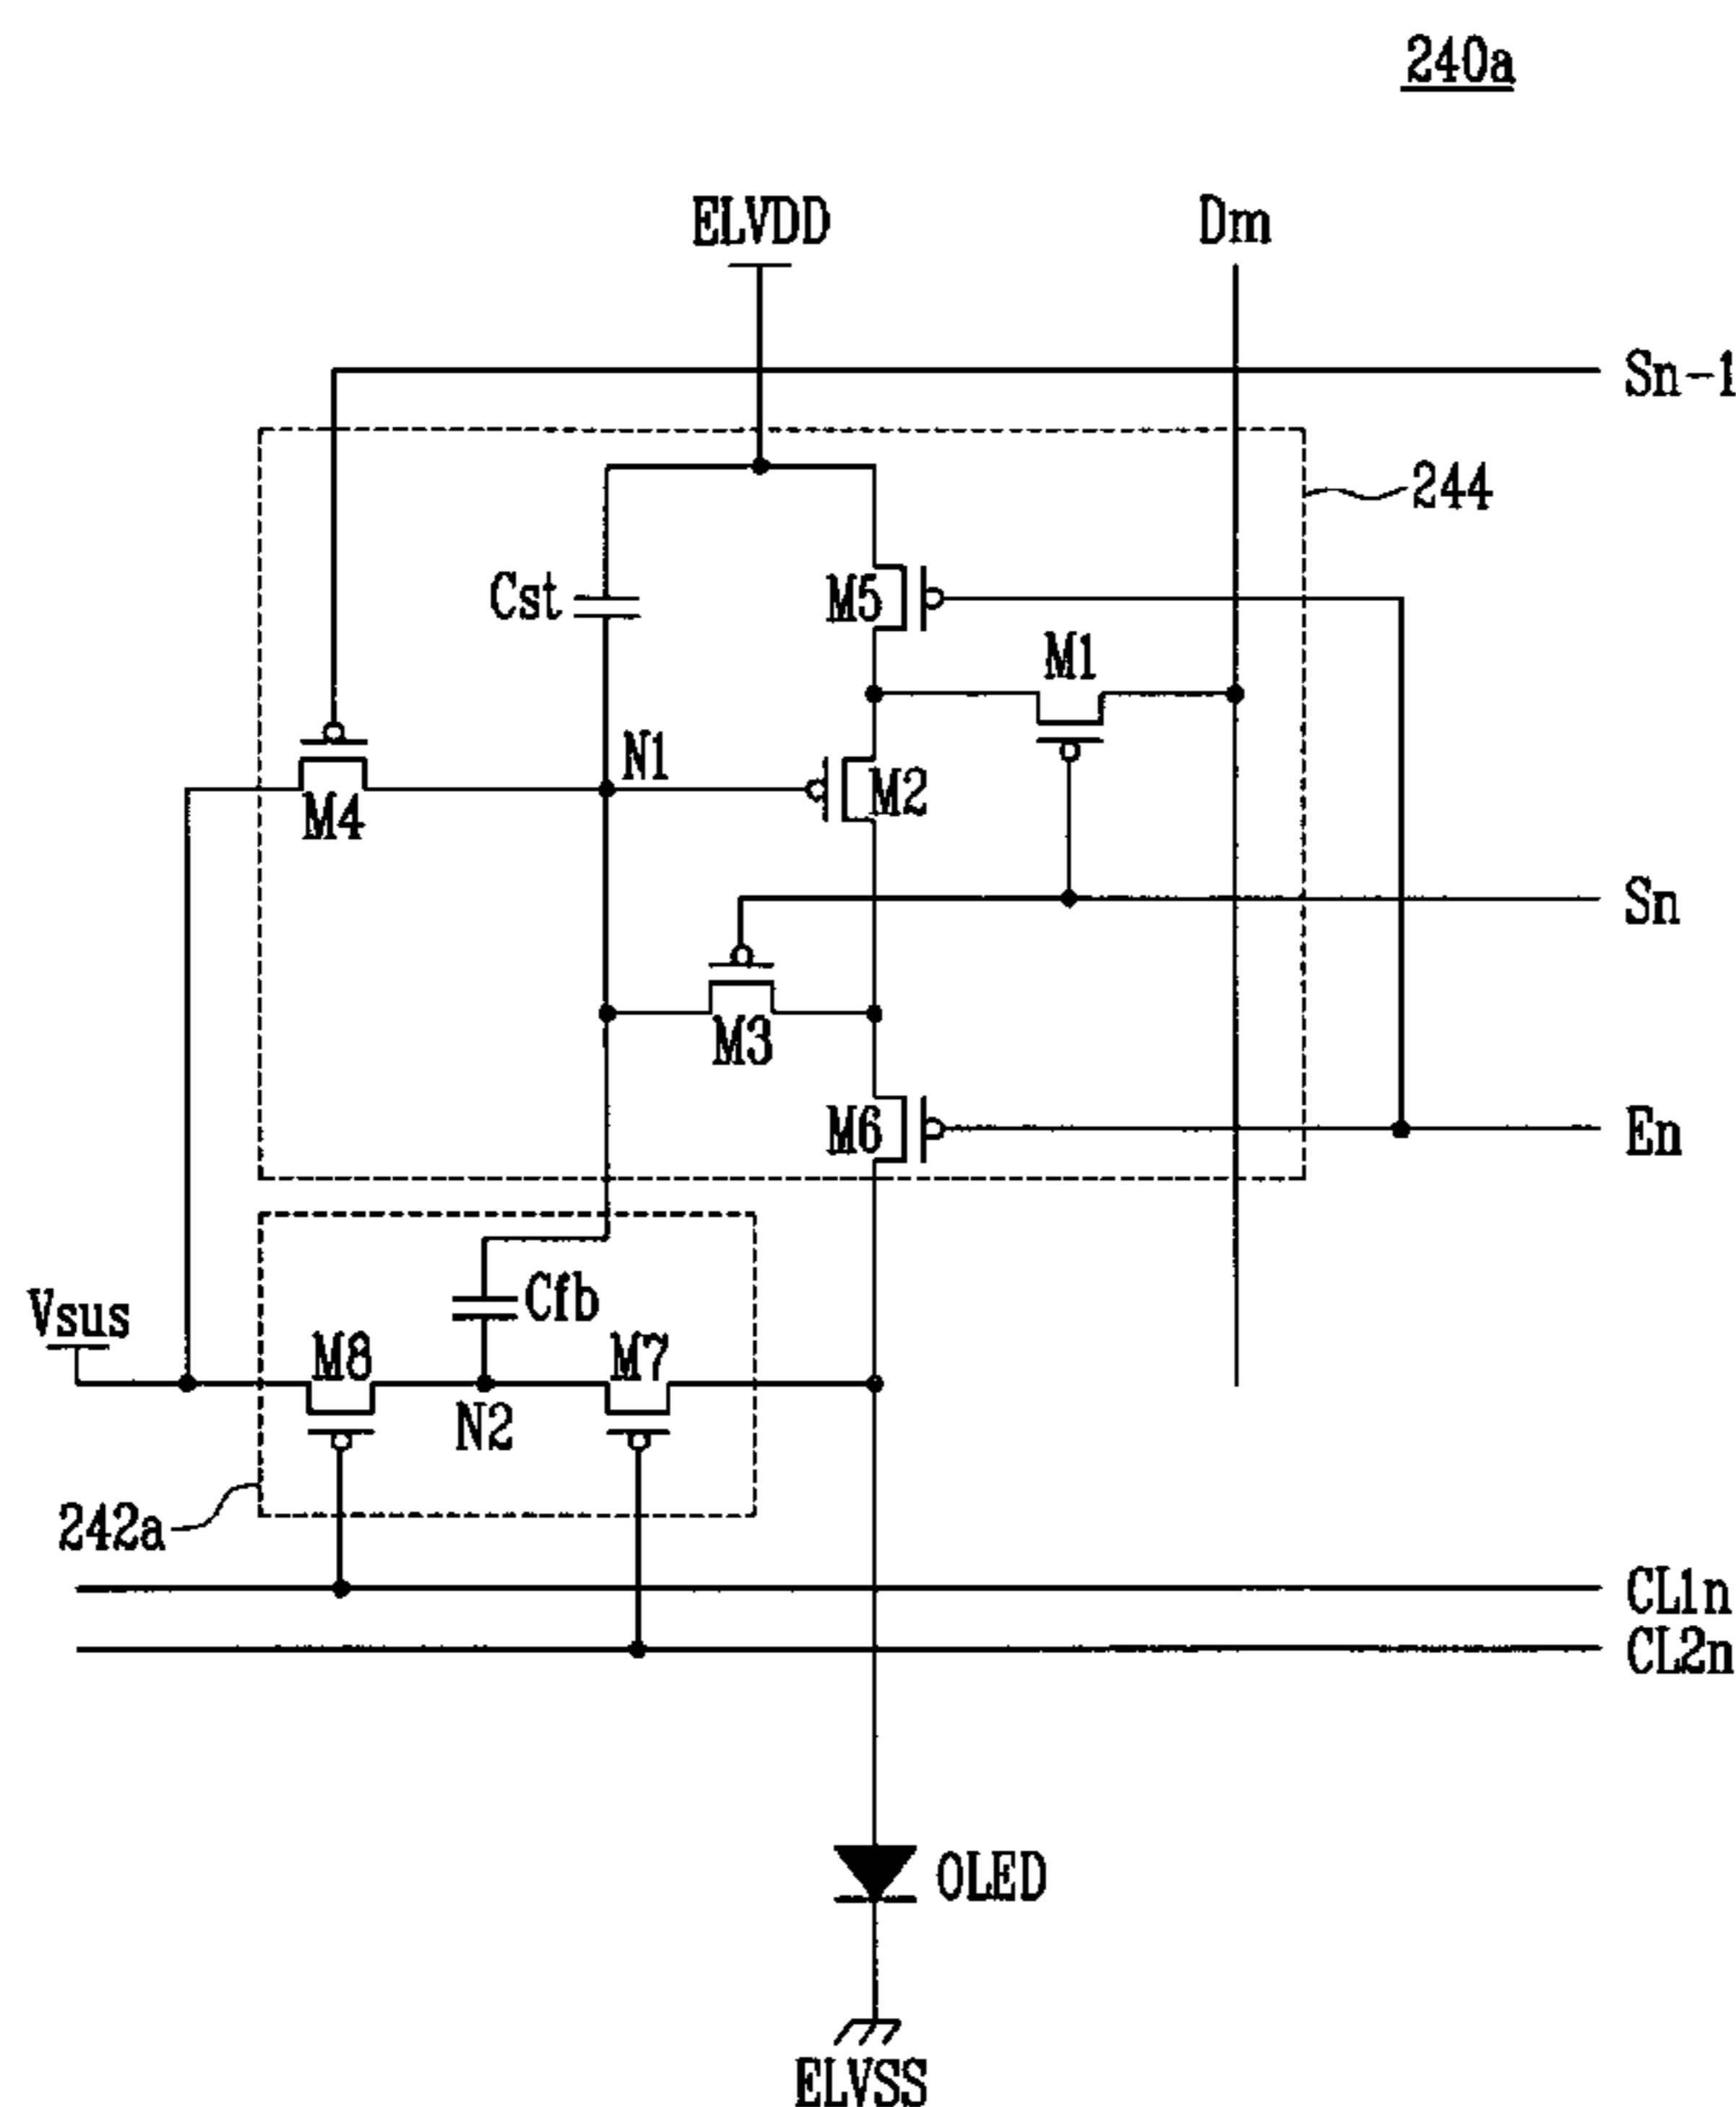 240a
ELVDD
Dm
Sn-1
244
Cst
M5
M1
N1
M2
M4
Sn
M3
M6
En
Vsus
Cfb
M8
M7
N2
242a
CL1n
CL2n
OLED
ELVSS